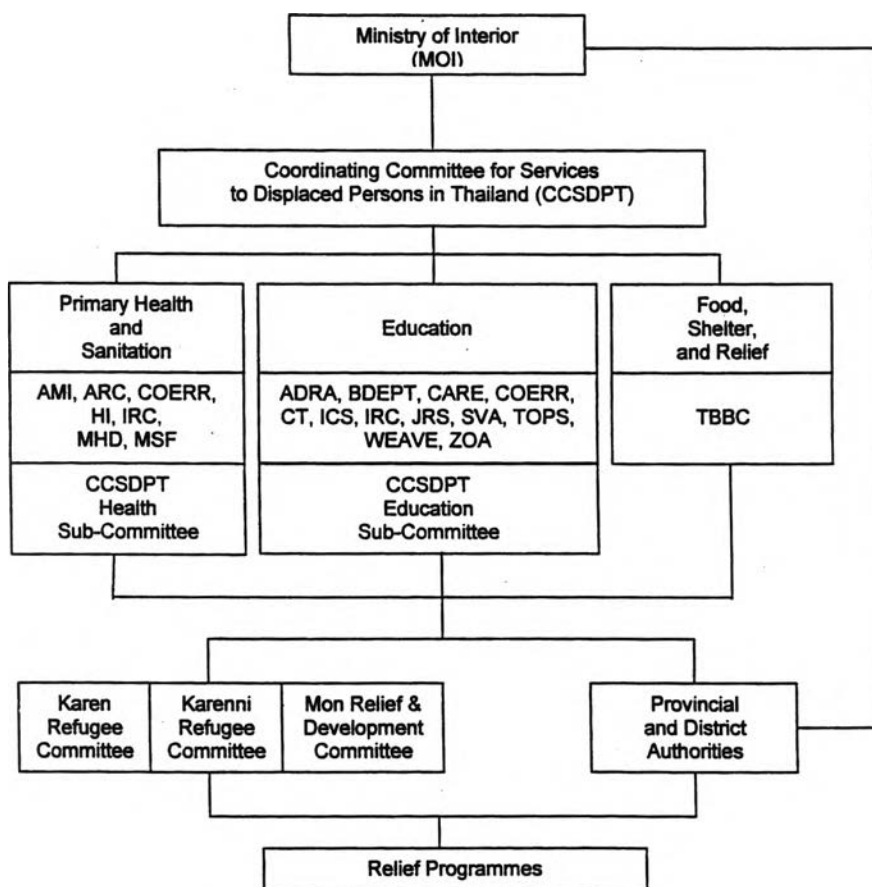 Ministry of Interior
(MOI)
Coordinating Committee for Services
to Displaced Persons in Thailand (CCSDPT)
Primary Health
and
Sanitation
AMI, ARC, COERR,
HI, IRC,
MHD, MSF
CCSDPT
Health
Sub-Committee
Education
ADRA, BDEPT, CARE, COERR,
CT, ICS, IRC, JRS, SVA, TOPS,
WEAVE, ZOA
CCSDPT
Education
Sub-Committee
Food,
Shelter,
and Relief
TBBC
Karen
Refugee
Committee
Karenni
Refugee
Committee
Mon Relief &
Development
Committee
Provincial
and District
Authorities
Relief Programmes